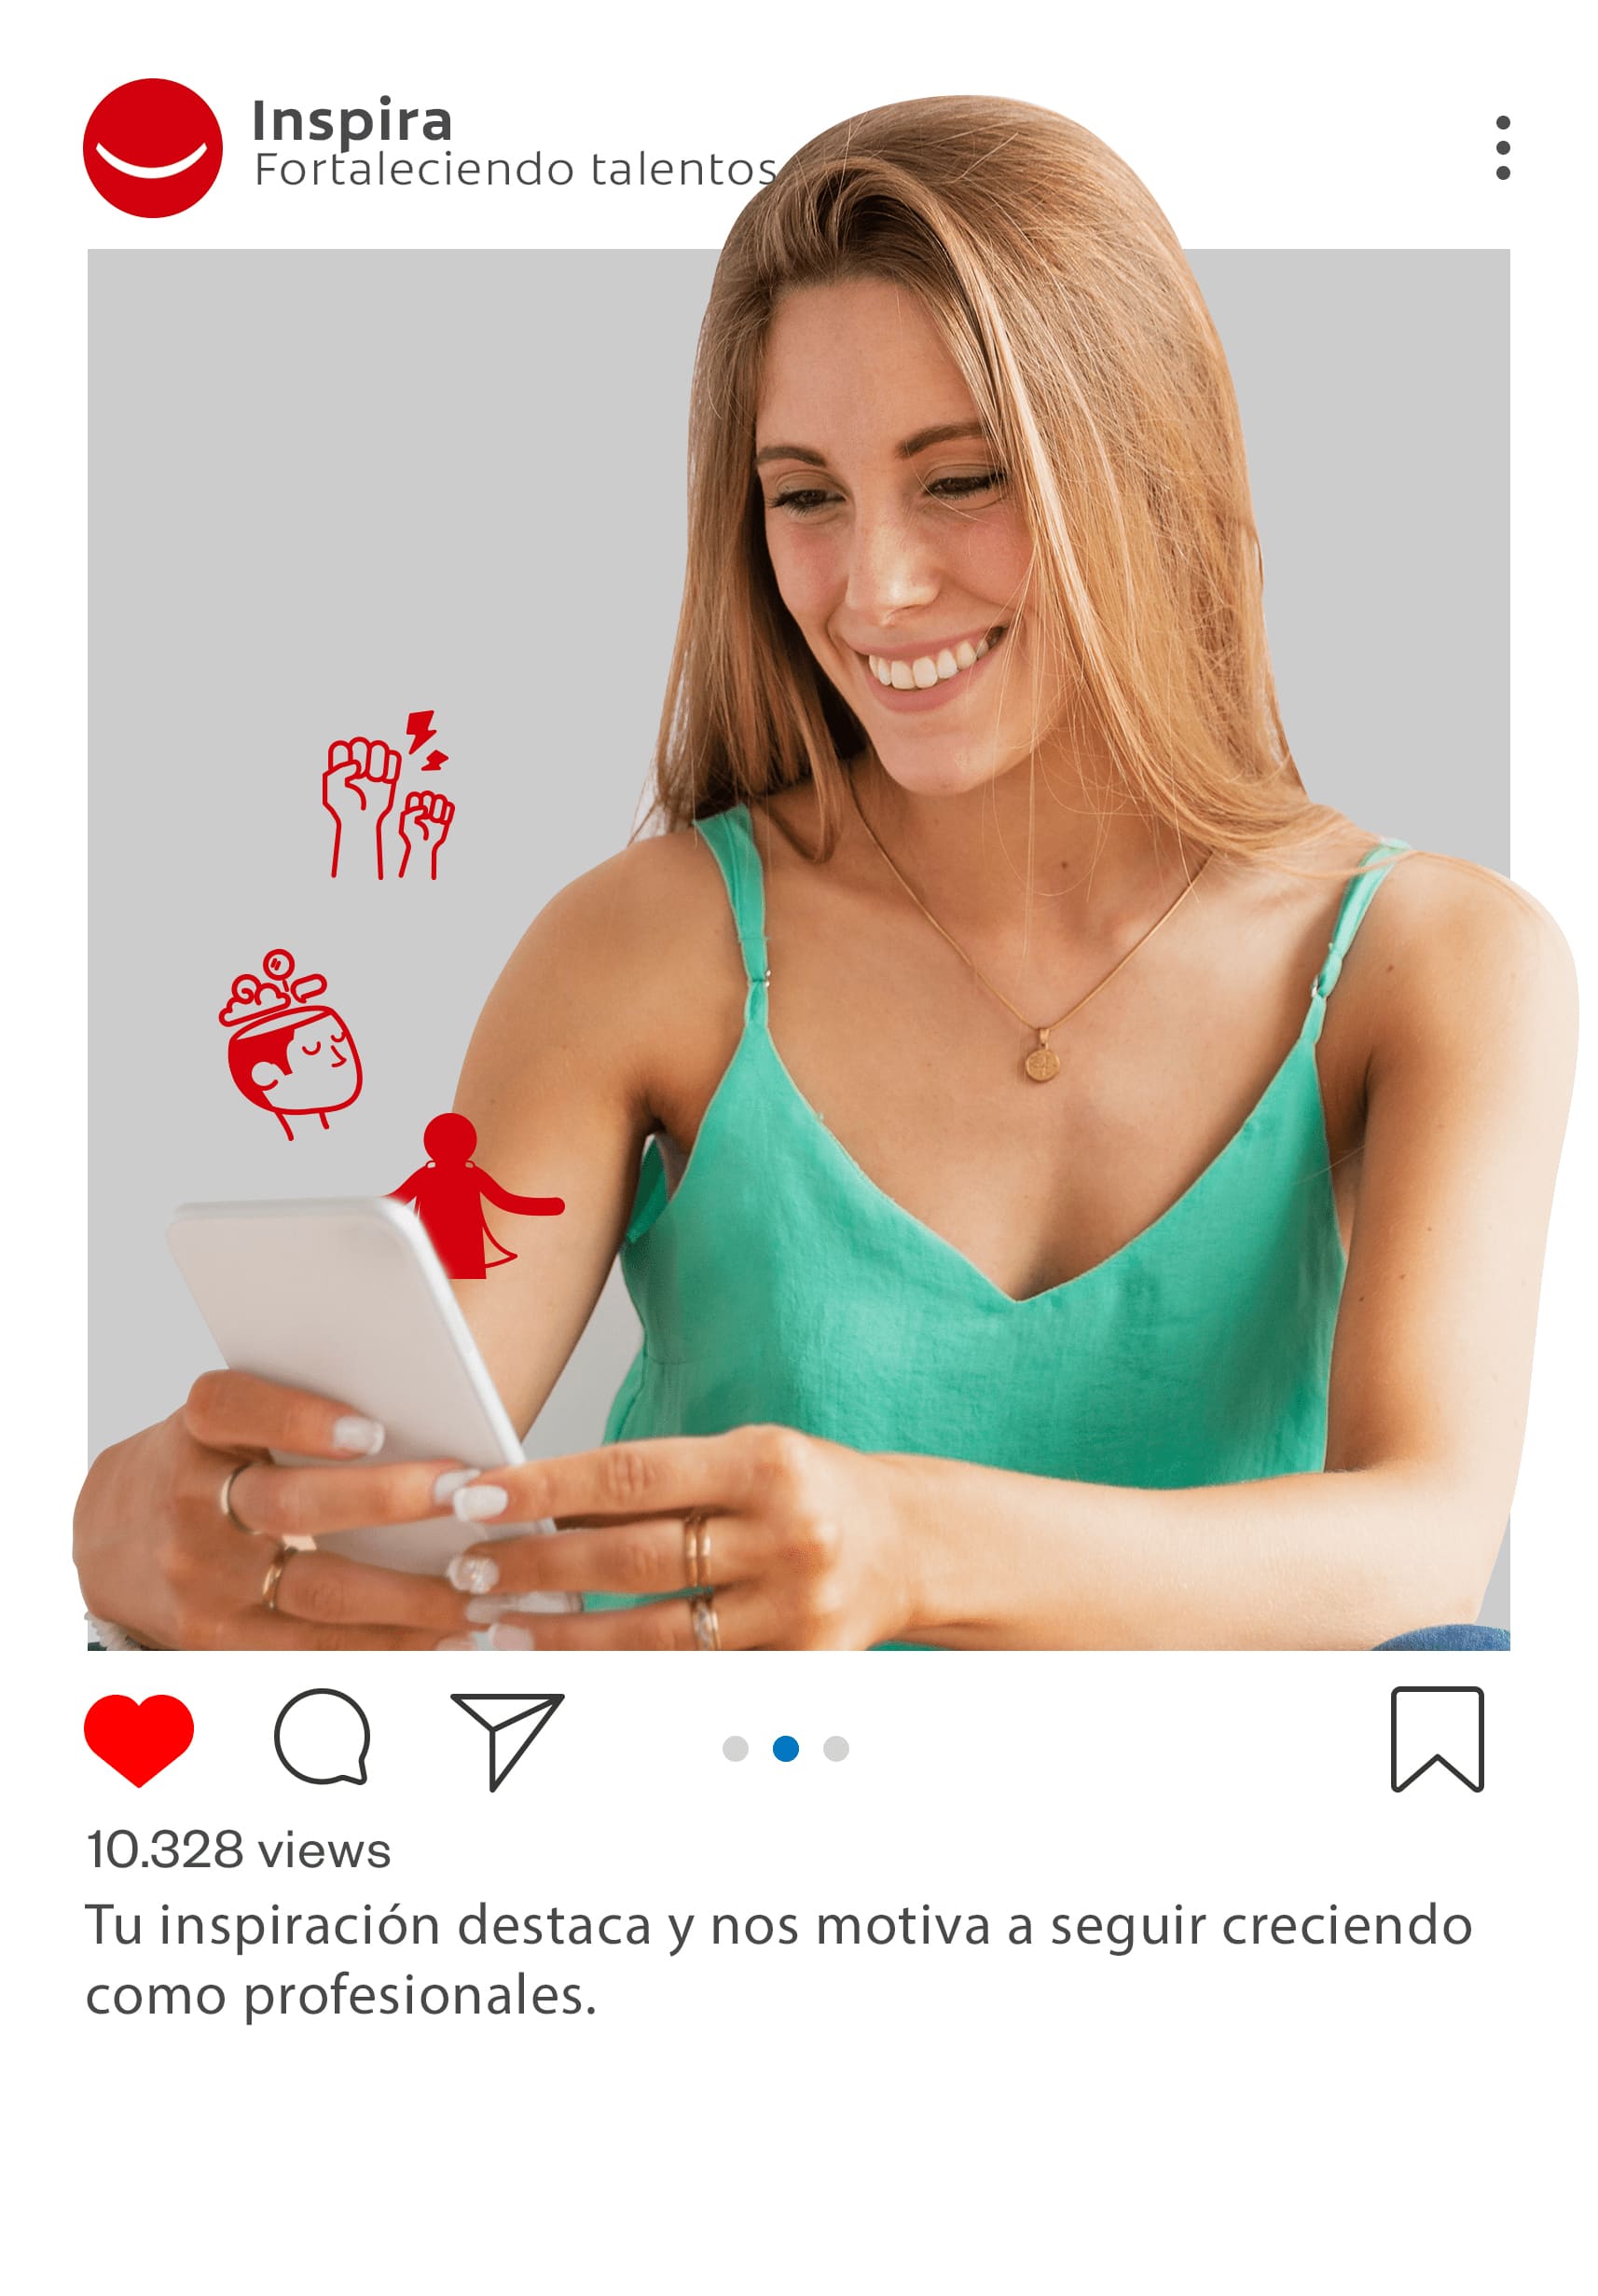 Inspira
Fortaleciendo talentos
10.328 views
Tu inspiración destaca y nos motiva a seguir creciendo
como profesionales.